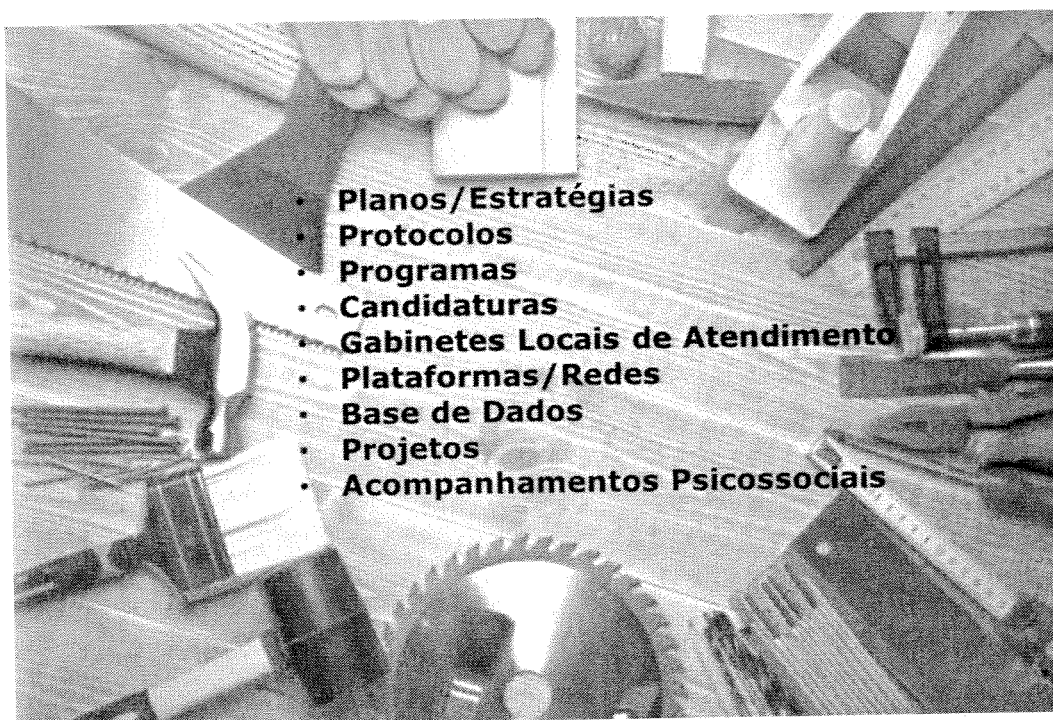 · Planos/Estratégias
· Protocolos
· Programas
· Candidaturas
· Gabinetes Locais de Atendimento
· Plataformas/Redes
· Base de Dados
· Projetos
· Acompanhamentos Psicossociais